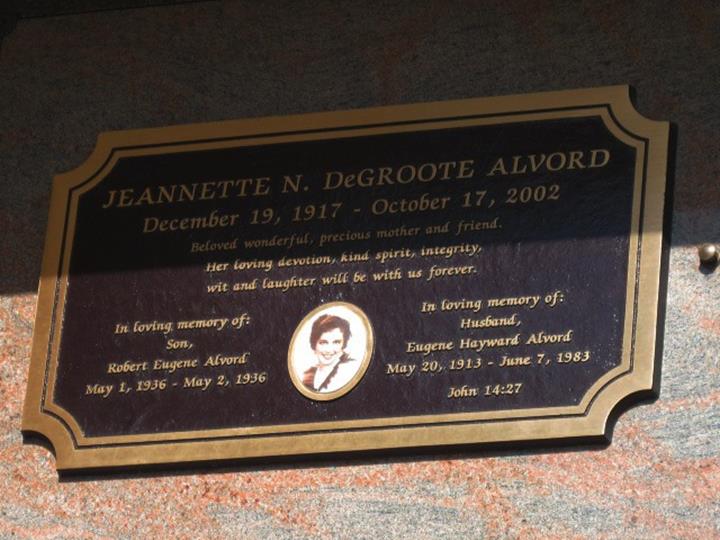 JEANNETTE N. DeGROOTE ALVORD
December 19, 1917 - October 17, 2002
Beloved wonderful, precious mother and friend.
Her loving devotion, kind spirit, integrity,
wit and laughter will be with us forever.
In loving memory of:
Son,
Robert Eugene Alvord
May 1, 1936 - May 2, 1936
In loving memory of:
Husband,
Eugene Hayward Alvord
May 20, 1913 - June 7, 1983
John 14:27